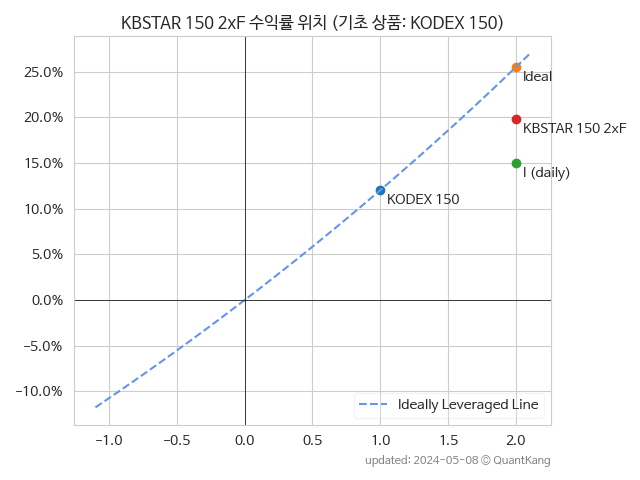 KBSTAR 150 2xF 수익률 위치 (기초 상품: KODEX 150)
25.0%
20.0%
15.0%
10.0%
5.0%
0.0%
−5.0%
−10.0%
Ideal
KBSTAR 150 2xF
I (daily)
KODEX 150
Ideally Leveraged Line
−1.0
−0.5
0.0
0.5
1.0
1.5
2.0
updated: 2024-05-08 © QuantKang